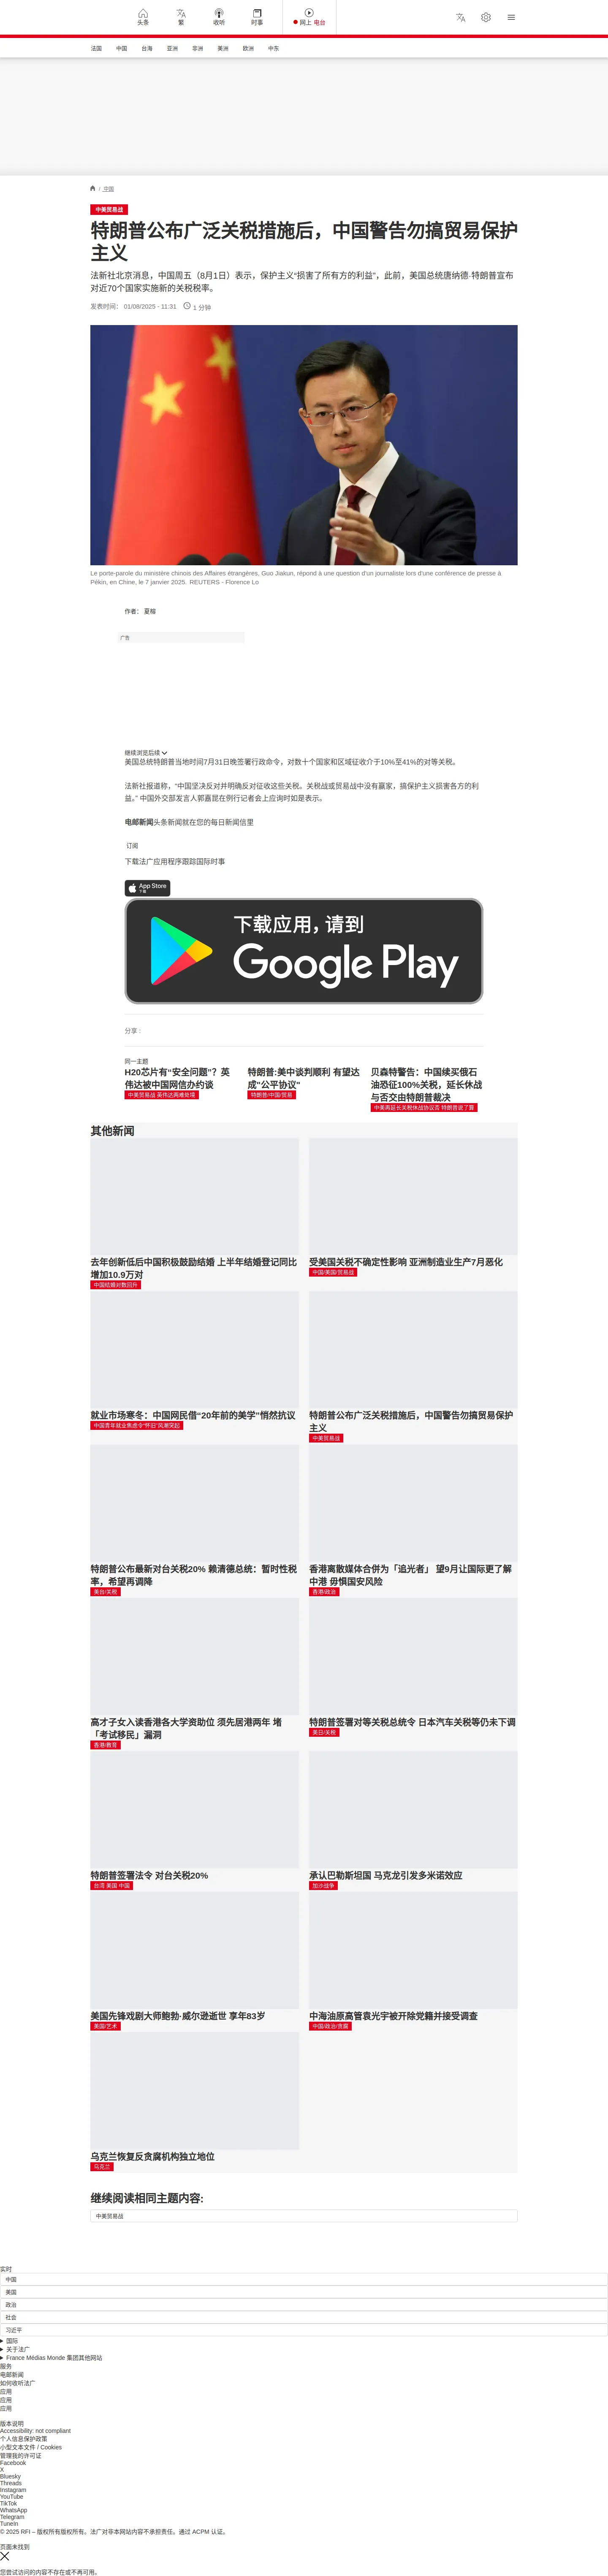 头条
繁
收听
时事
网上 电台
法国 中国 台海 亚洲 非洲 美洲 欧洲 中东
/ 中国
中美贸易战
特朗普公布广泛关税措施后，中国警告勿搞贸易保护
主义
法新社北京消息，中国周五（8月1日）表示，保护主义“损害了所有方的利益”，此前，美国总统唐纳德·特朗普宣布
对近70个国家实施新的关税税率。
发表时间： 01/08/2025 - 11:31
1 分钟
Le porte-parole du ministère chinois des Affaires étrangères, Guo Jiakun, répond à une question d'un journaliste lors d'une conférence de presse à
Pékin, en Chine, le 7 janvier 2025. REUTERS - Florence Lo
作者： 夏榕
广告
继续浏览后续
美国总统特朗普当地时间7月31日晚签署行政命令，对数十个国家和区域征收介于10%至41%的对等关税。
法新社报道称，“中国坚决反对并明确反对征收这些关税。关税战或贸易战中没有赢家，搞保护主义损害各方的利
益。” 中国外交部发言人郭嘉昆在例行记者会上应询时如是表示。
电邮新闻头条新闻就在您的每日新闻信里
订阅
下载法广应用程序跟踪国际时事
App Store
下载
下载应用，请到
Google Play
分享 :
同一主题
H20芯片有“安全问题”？英
伟达被中国网信办约谈
中美贸易战 英伟达再难处境
特朗普:美中谈判顺利 有望达
成"公平协议"
特朗普/中国/贸易
贝森特警告：中国续买俄石
油恐征100%关税，延长休战
与否交由特朗普裁决
中美再延长关税休战协议否 特朗普说了算
其他新闻
去年创新低后中国积极鼓励结婚 上半年结婚登记同比
增加10.9万对
中国结婚对数回升
受美国关税不确定性影响 亚洲制造业生产7月恶化
中国/美国/贸易战
就业市场寒冬：中国网民借“20年前的美学”悄然抗议
中国青年就业焦虑令“怀旧”风潮突起
特朗普公布广泛关税措施后，中国警告勿搞贸易保护
主义
中美贸易战
特朗普公布最新对台关税20% 赖清德总统：暂时性税
率，希望再调降
美台/关税
香港离散媒体合併为「追光者」 望9月让国际更了解
中港 毋惧国安风险
香港/政治
高才子女入读香港各大学资助位 须先居港两年 堵
「考试移民」漏洞
香港/教育
特朗普签署对等关税总统令 日本汽车关税等仍未下调
美日/关税
特朗普签署法令 对台关税20%
台湾 美国 中国
承认巴勒斯坦国 马克龙引发多米诺效应
加沙战争
美国先锋戏剧大师鲍勃·威尔逊逝世 享年83岁
美国/艺术
中海油原高管袁光宇被开除党籍并接受调查
中国/政治/贪腐
乌克兰恢复反贪腐机构独立地位
乌克兰
继续阅读相同主题内容:
中美贸易战
实时
中国
美国
政治
社会
习近平
国际
关于法广
France Médias Monde 集团其他网站
服务
电邮新闻
如何收听法广
应用
应用
应用
版本说明
Accessibility: not compliant
个人信息保护政策
小型文本文件 / Cookies
管理我的许可证
Facebook
X
Bluesky
Threads
Instagram
YouTube
TikTok
WhatsApp
Telegram
TuneIn
© 2025 RFI – 版权所有版权所有。法广对非本网站内容不承担责任。通过 ACPM 认证。
页面未找到
您尝试访问的内容不存在或不再可用。